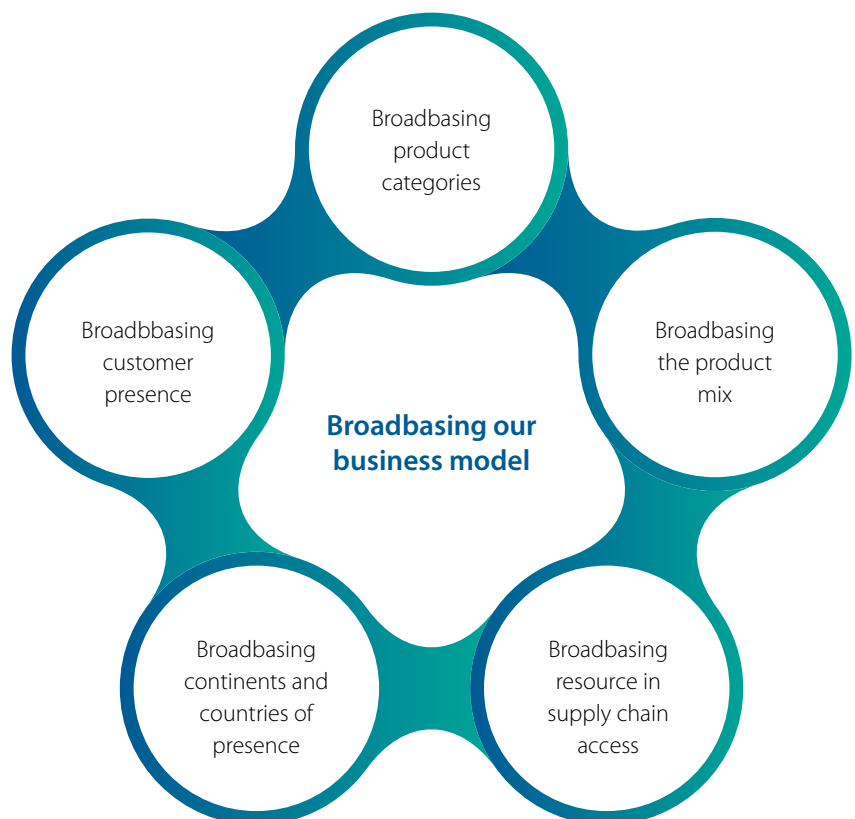 Broadbasing
product
categories
Broadbbasing
customer
presence
Broadbasing
the product
mix
Broadbasing our
business model
Broadbasing
continents and
countries of
presence
Broadbasing
resource in
supply chain
access